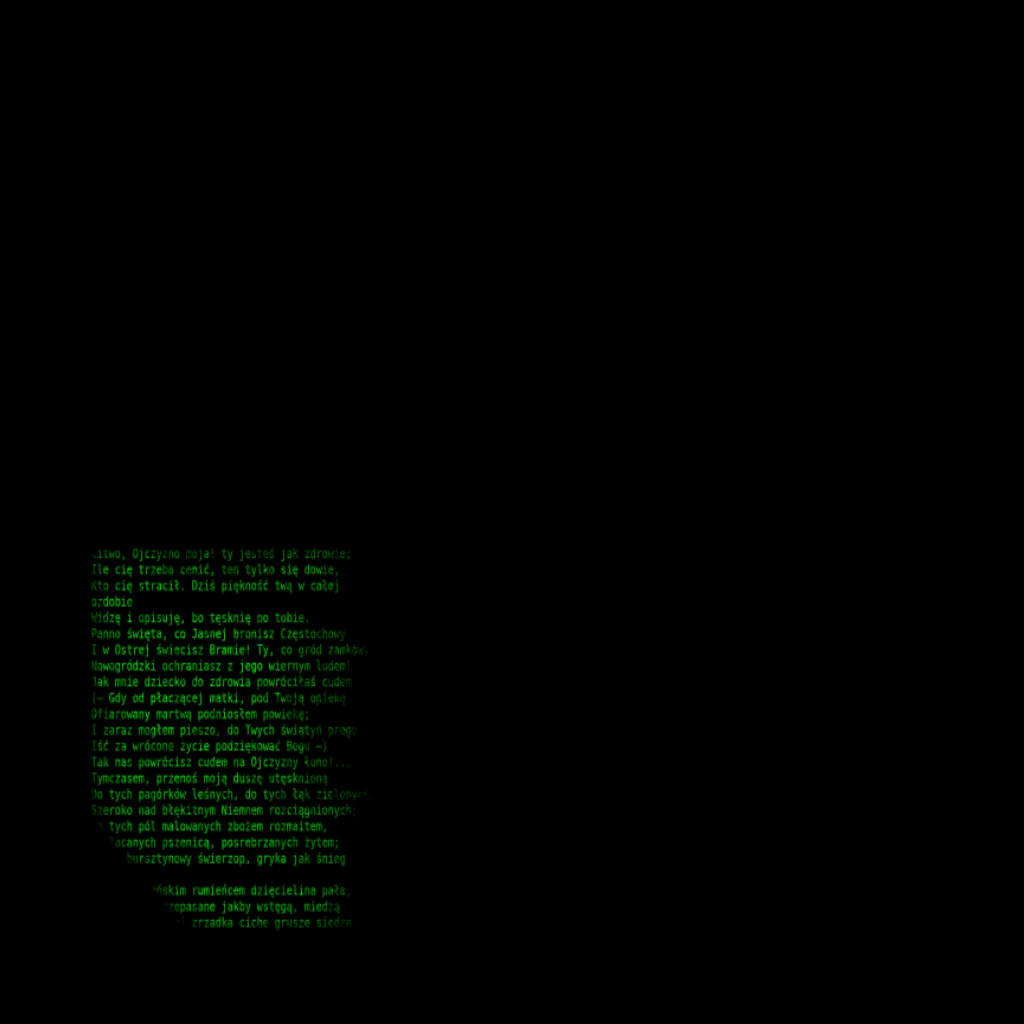 Litwo, Ojczyzno moja! ty jesteś jak zdrowie;
Ile cię trzeba cenić, ten tylko się dowie,
Kto cię stracił. Dziś piękność twą w całej
ozdobie
Widzę i opisuję, bo tęsknię po tobie.
Panno święta, co Jasnej bronisz Częstochowy
I w Ostrej świecisz Bramie! Ty, co gród zamkowy
Nowogródzki ochraniasz z jego wiernym ludem!
Jak mnie dziecko do zdrowia powróciłaś cudem
(— Gdy od płaczącej matki, pod Twoją opiekę
Ofiarowany martwą podniosłem powiekę;
I zaraz mogłem pieszo, do Twych świątyń progu
Iść za wrócone życie podziękować Bogu —)
Tak nas powrócisz cudem na Ojczyzny łono!...
Tymczasem, przenoś moją duszę utęsknioną
Do tych pagórków leśnych, do tych łąk zielonych,
Szeroko nad błękitnym Niemnem rozciągnionych;
tych pól malowanych zbożem rozmaitem,
pszenicą, posrebrzanych żytem;
bursztynowy świerzop, gryka jak śnieg
rumieńcem dzięcielina pała,
jakby wstęgą, miedzą
zrzadka ciche grusze siedzą.